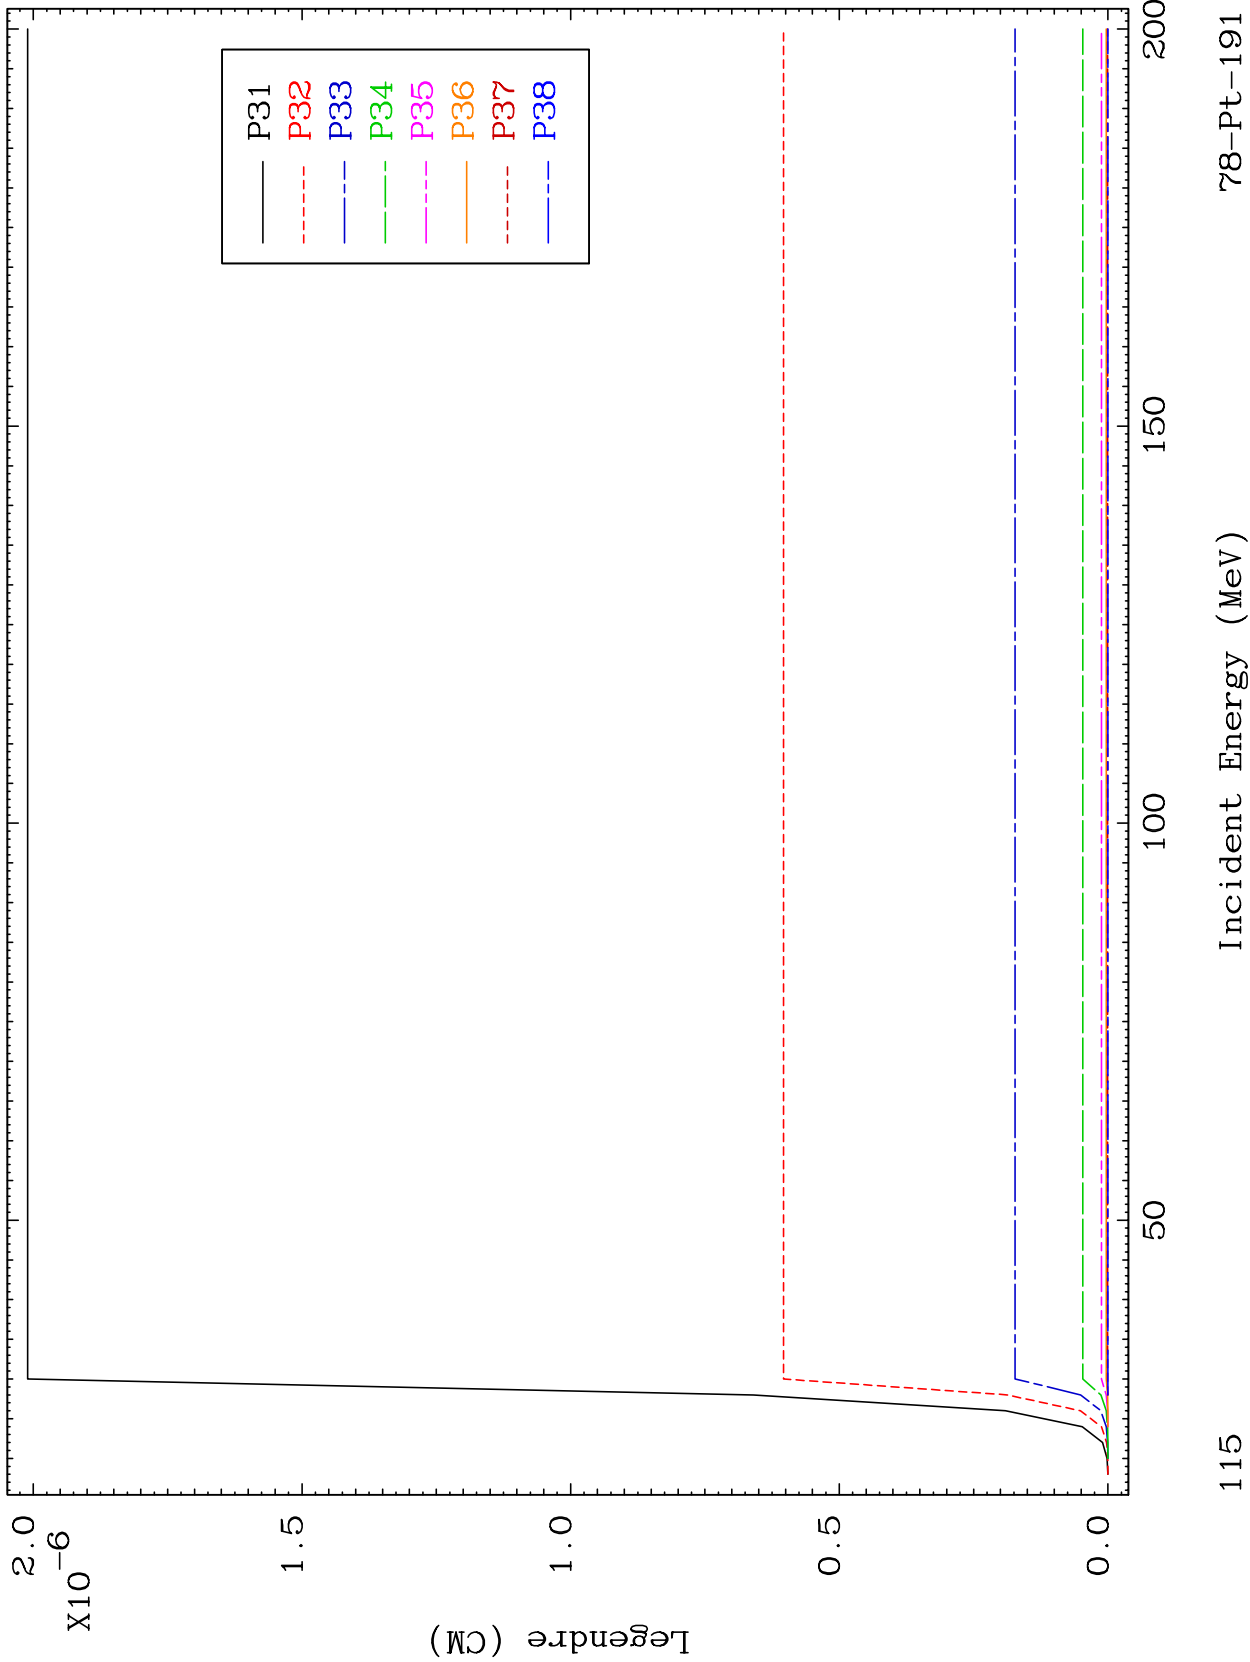 Legendre (CM)
X10-6
2.0
1.5
1.0
0.5
0.0
P31
P32
P33
P34
P35
P36
P37
P38
50
100
150
200
Incident Energy (MeV)
115
78-Pt-191